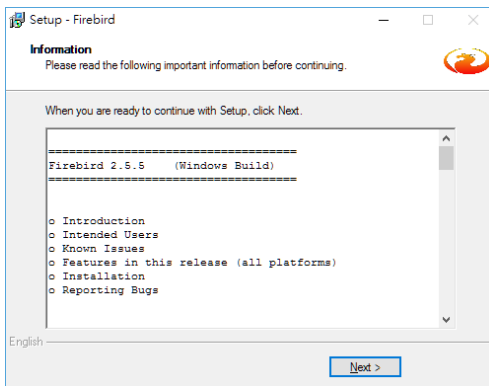 Setup - Firebird
Information
Please read the following important information before continuing.
When you are ready to continue with Setup, click Next.
====================================
Firebird 2.5.5    (Windows Build)
====================================
o Introduction
o Intended Users
o Known Issues
o Features in this release (all platforms)
o Installation
o Reporting Bugs
English
Next >